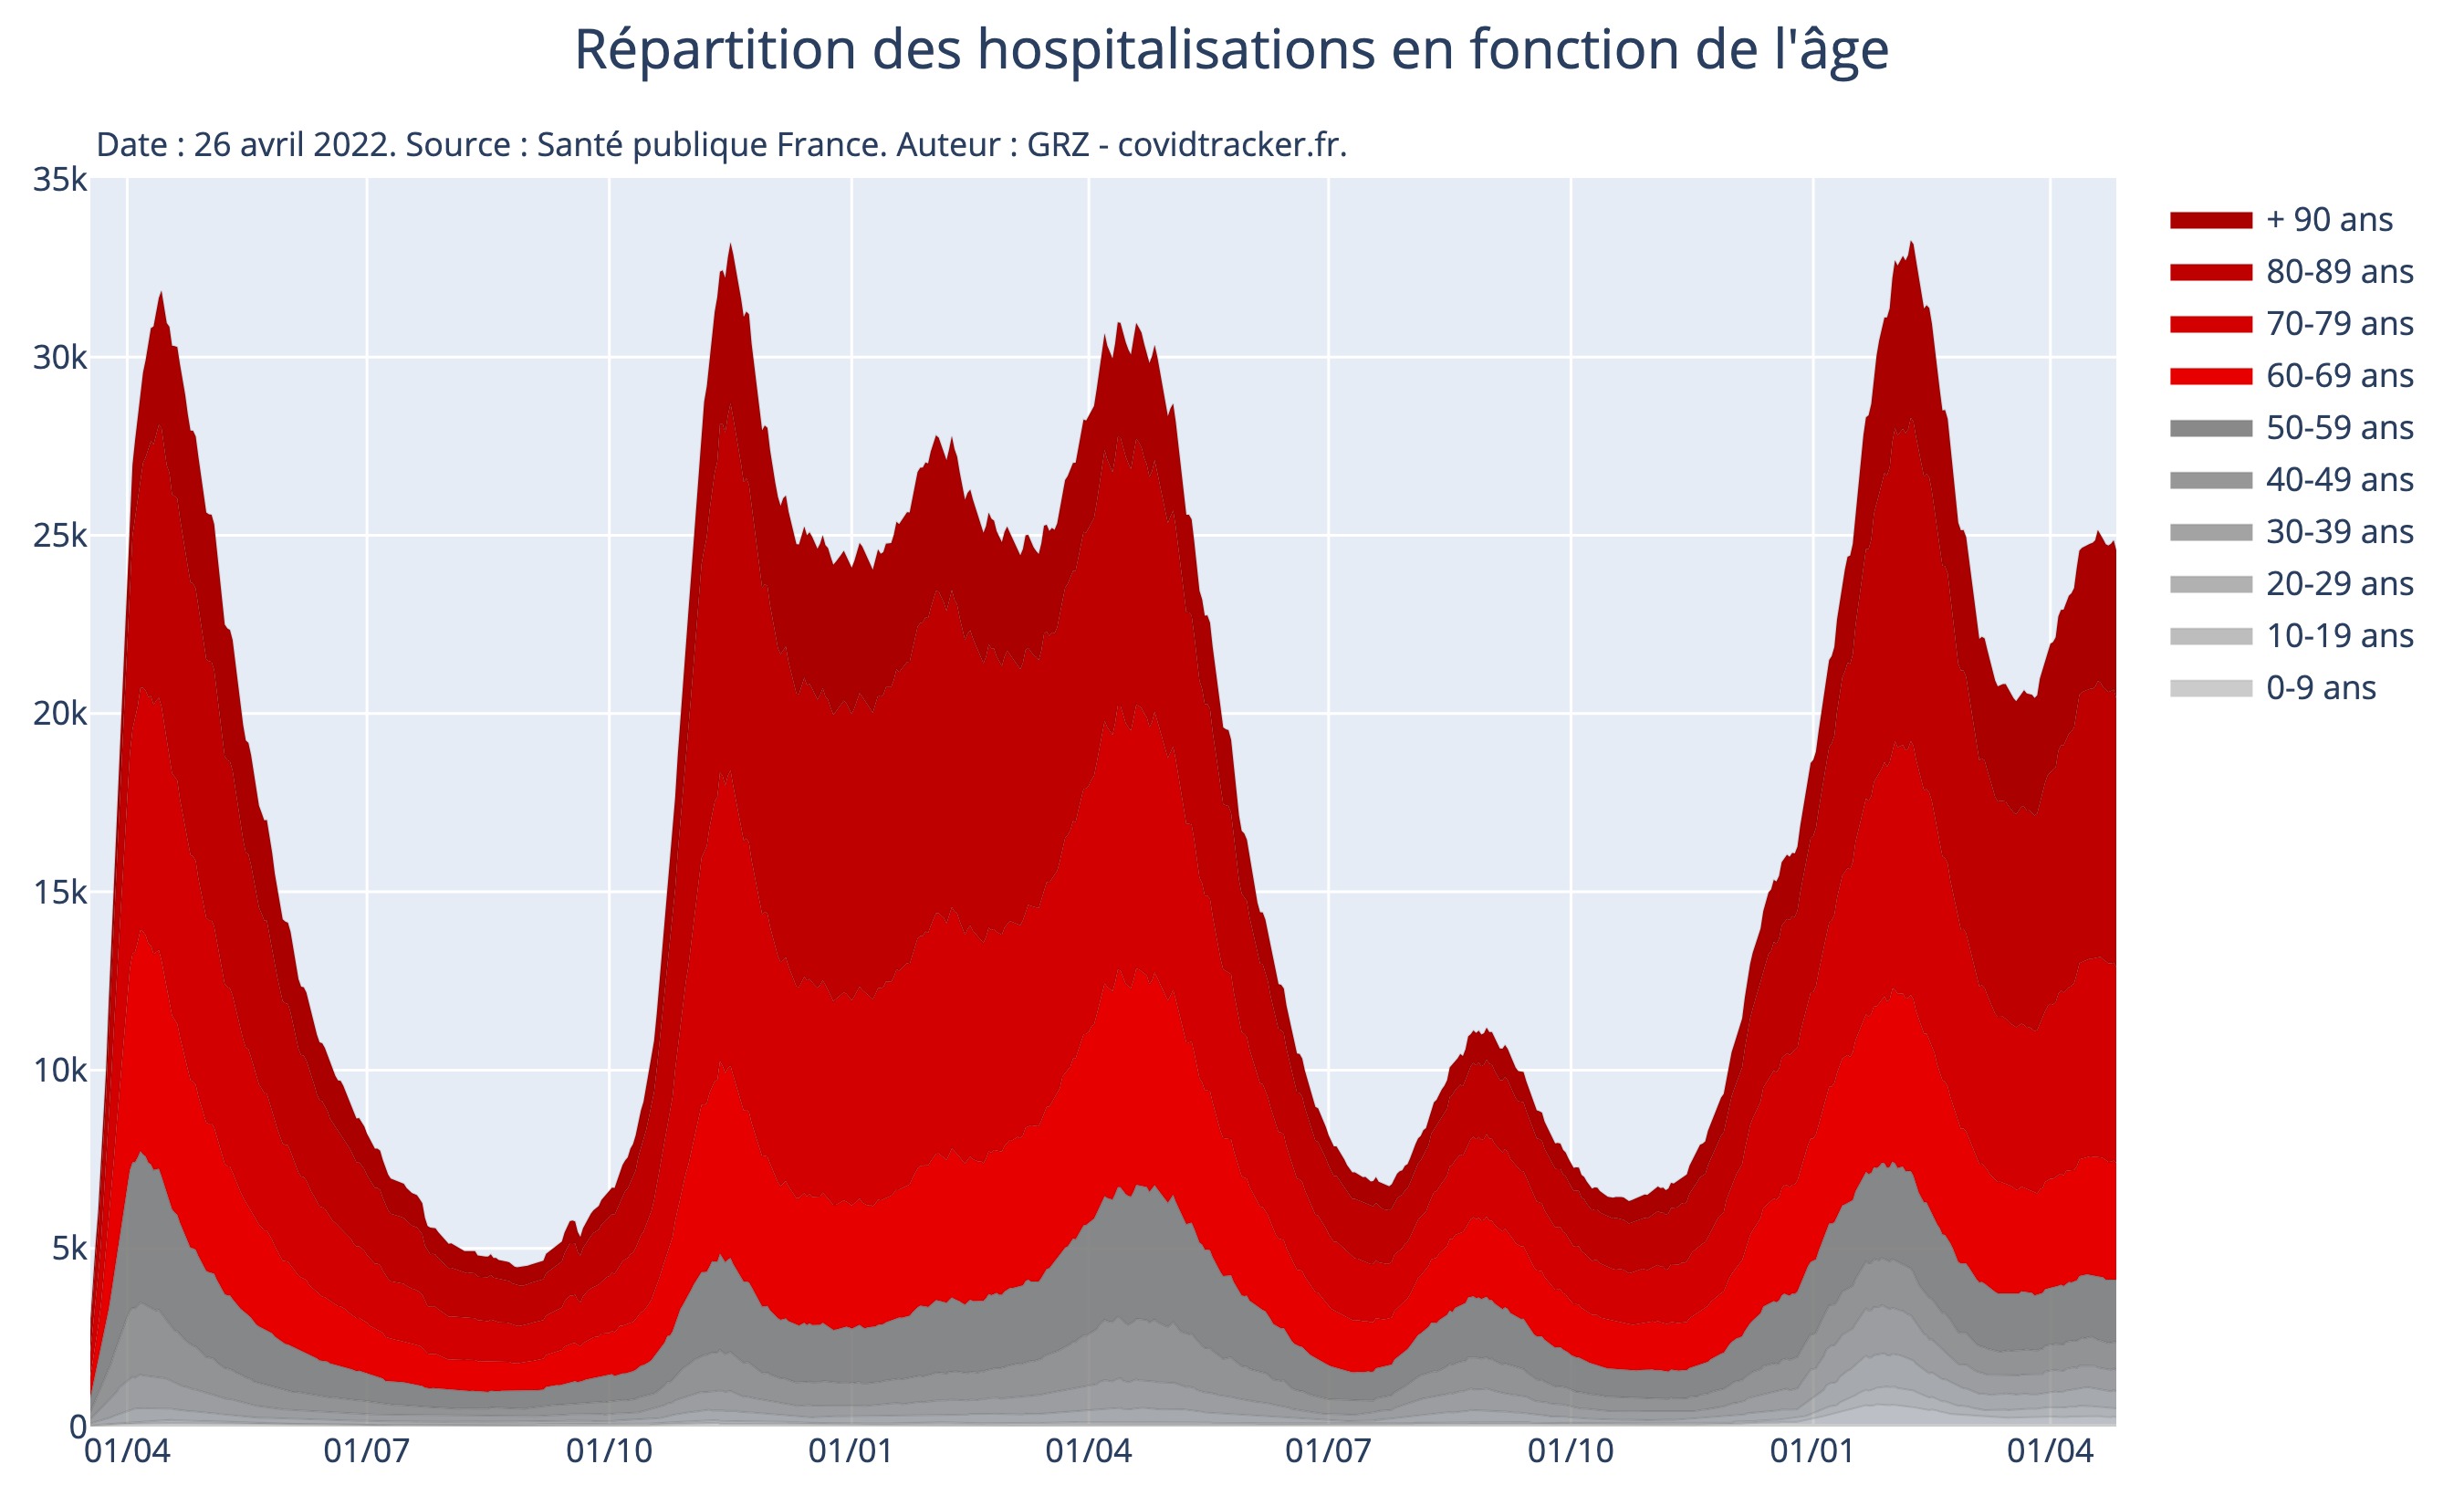 Répartition des hospitalisations en fonction de l'âge
Date : 26 avril 2022. Source : Santé publique France. Auteur : GRZ - covidtracker.fr.
35k
30k
25k
20k
15k
10k
5k
0
01/04 01/07 01/10 01/01 01/04 01/07 01/10 01/01 01/04
+ 90 ans
80-89 ans
70-79 ans
60-69 ans
50-59 ans
40-49 ans
30-39 ans
20-29 ans
10-19 ans
0-9 ans